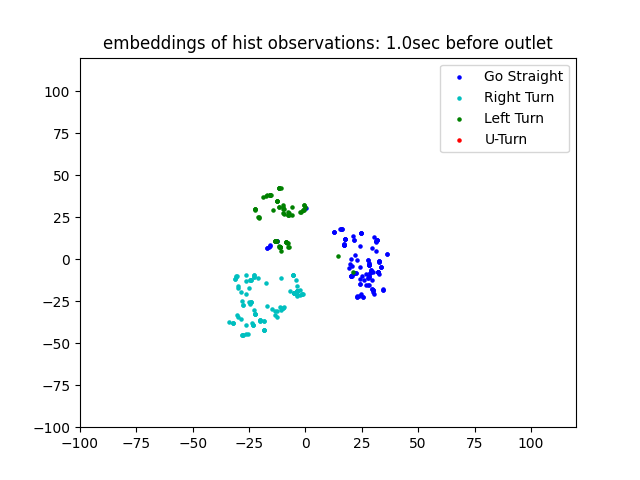 embeddings of hist observations: 1.0sec before outlet
Go Straight
Right Turn
Left Turn
U-Turn
100
75
50
25
0
−25
−50
−75
−100
−100 −75 −50 −25 0 25 50 75 100